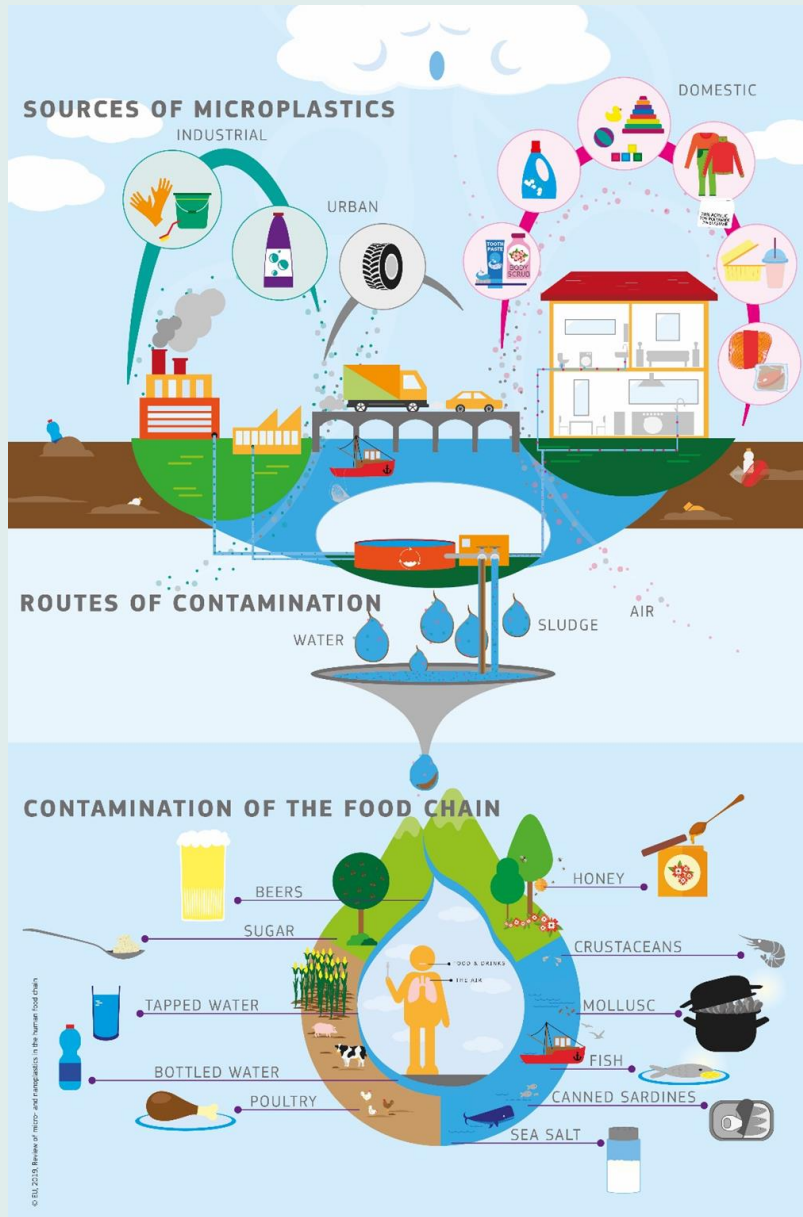 SOURCES OF MICROPLASTICS
INDUSTRIAL
URBAN
DOMESTIC
TOOTH
PASTE
BODY
SCRUB
ROUTES OF CONTAMINATION
WATER
SLUDGE
AIR
CONTAMINATION OF THE FOOD CHAIN
BEERS
SUGAR
TAPPED WATER
BOTTLED WATER
POULTRY
FOOD & DRINKS
THE AIR
HONEY
CRUSTACEANS
MOLLUSC
FISH
CANNED SARDINES
SEA SALT
© EU, 2019, Review of micro- and nanoplastics in the human food chain